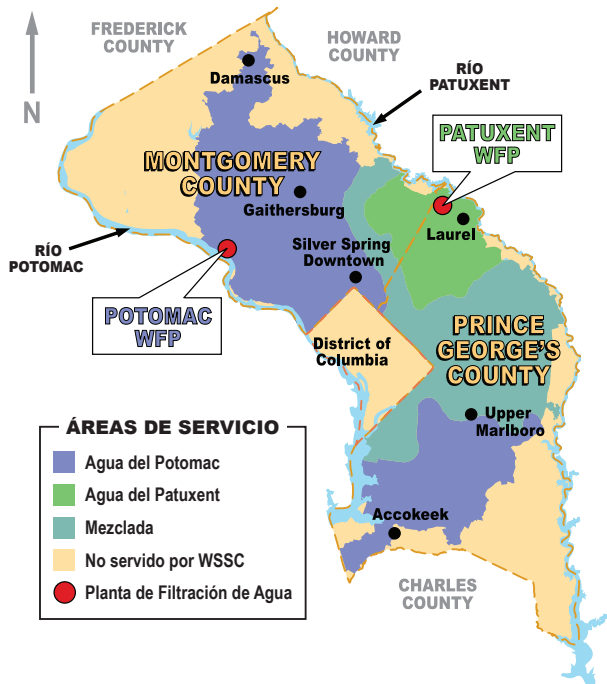 FREDERICK
COUNTY
HOWARD
COUNTY
N
Damascus
RÍO
PATUXENT
PATUXENT
WFP
MONTGOMERY
COUNTY
Gaithersburg
Laurel
RÍO
POTOMAC
Silver Spring
Downtown
POTOMAC
WFP
District of
Columbia
PRINCE
GEORGE'S
COUNTY
Upper
Marlboro
ÁREAS DE SERVICIO
Agua del Potomac
Agua del Patuxent
Mezclada
No servido por WSSC
Planta de Filtración de Agua
Accokeek
CHARLES
COUNTY